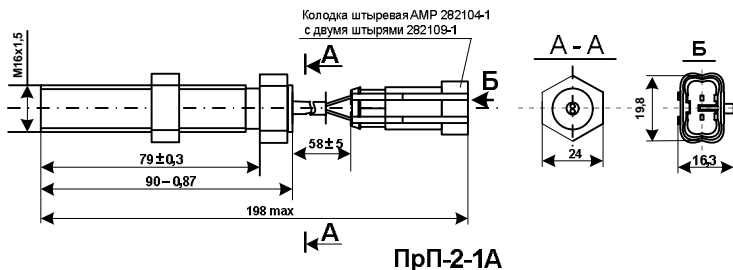 Колодка штыревая АМР 282104-1
с двумя штырями 282109-1
М16х1,5
А
А - А
Б
Б
19,8
58±5
79±0,3
24
16,3
90–0,87
198 max
А
ПрП-2-1А